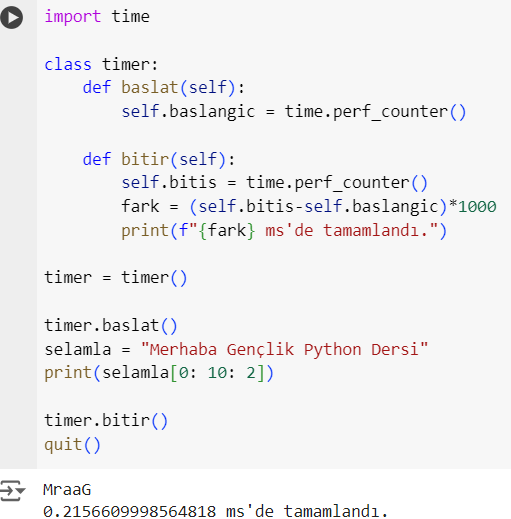 import time
class timer:
def baslat(self):
self.baslangic = time.perf_counter()
def bitir(self):
self.bitis = time.perf_counter()
fark = (self.bitis-self.baslangic)*1000
print(f"{fark} ms'de tamamlandı.")
timer = timer()
timer.baslat()
selamla = "Merhaba Gençlik Python Dersi"
print(selamla[0: 10: 2])
timer.bitir()
quit()
MraaG
0.2156609998564818 ms'de tamamlandı.